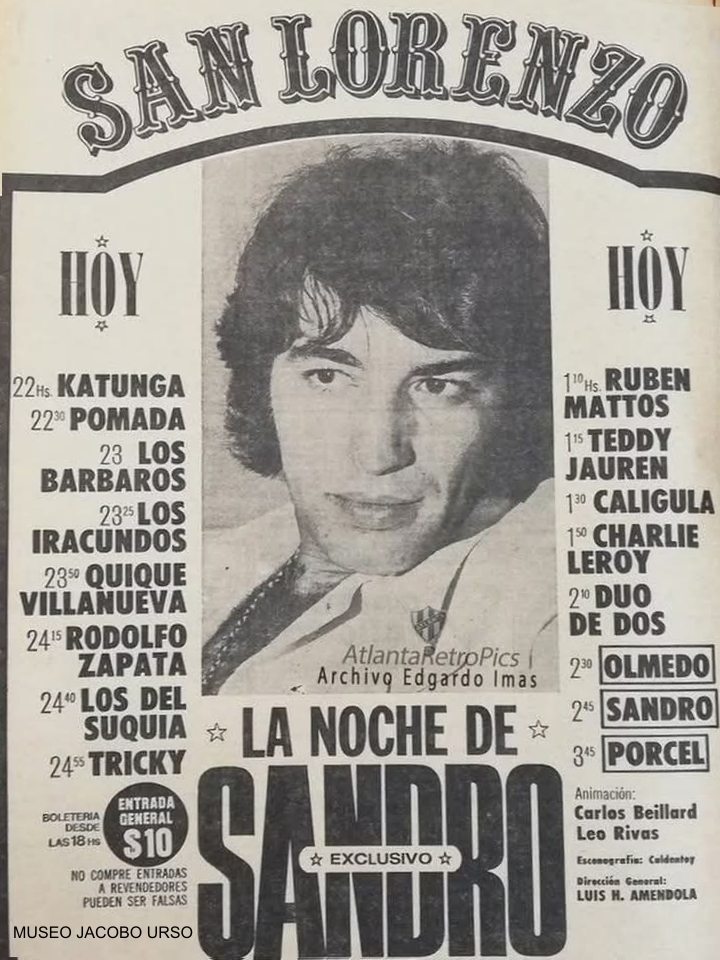 SAN LORENZO
HOY
22Hs. KATUNGA
22³⁰ POMADA
23 LOS
BARBAROS
23²⁵ LOS
IRACUNDOS
23⁵⁰ QUIQUE
VILLANUEVA
24¹⁵ RODOLFO
ZAPATA
24⁴⁰ LOS DEL
SUQUIA
24⁵⁵ TRICKY
BOLETERIA
DESDE
LAS 18 HS
ENTRADA
GENERAL
$10
NO COMPRE ENTRADAS
A REVENDEDORES
PUEDEN SER FALSAS
MUSEO JACOBO URSO
AtlantaRetroPics
Archivo Edgardo Imas
LA NOCHE DE
SANDRO
EXCLUSIVO
HOY
1¹⁰Hs. RUBEN
MATTOS
1¹⁵ TEDDY
JAUREN
1³⁰ CALIGULA
1⁵⁰ CHARLIE
LEROY
2¹⁰ DUO
DE DOS
2³⁰ OLMEDO
2⁴⁵ SANDRO
3⁴⁵ PORCEL
Animación:
Carlos Beillard
Leo Rivas
Escenografía: Caldentey
Dirección General:
LUIS H. AMENDOLA